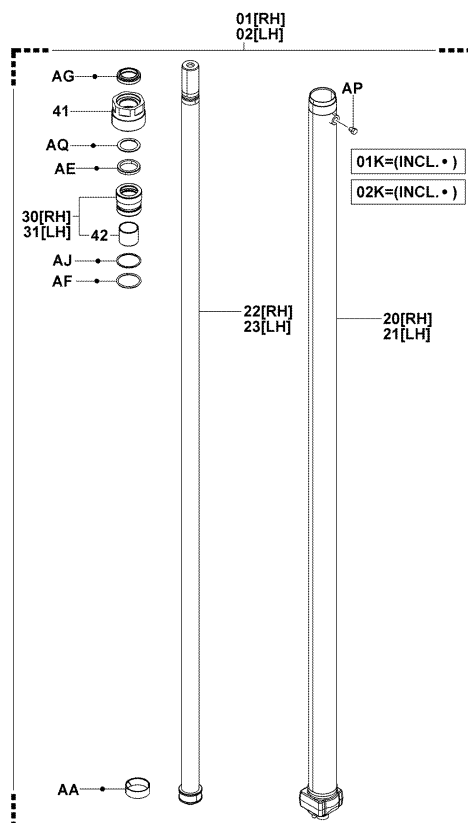 01[RH]
02[LH]
AG•
41
AQ•
AE•
30[RH]
31[LH]
42
AJ•
AF•
AP
01K=(INCL.•)
02K=(INCL.•)
22[RH]
23[LH]
20[RH]
21[LH]
AA•